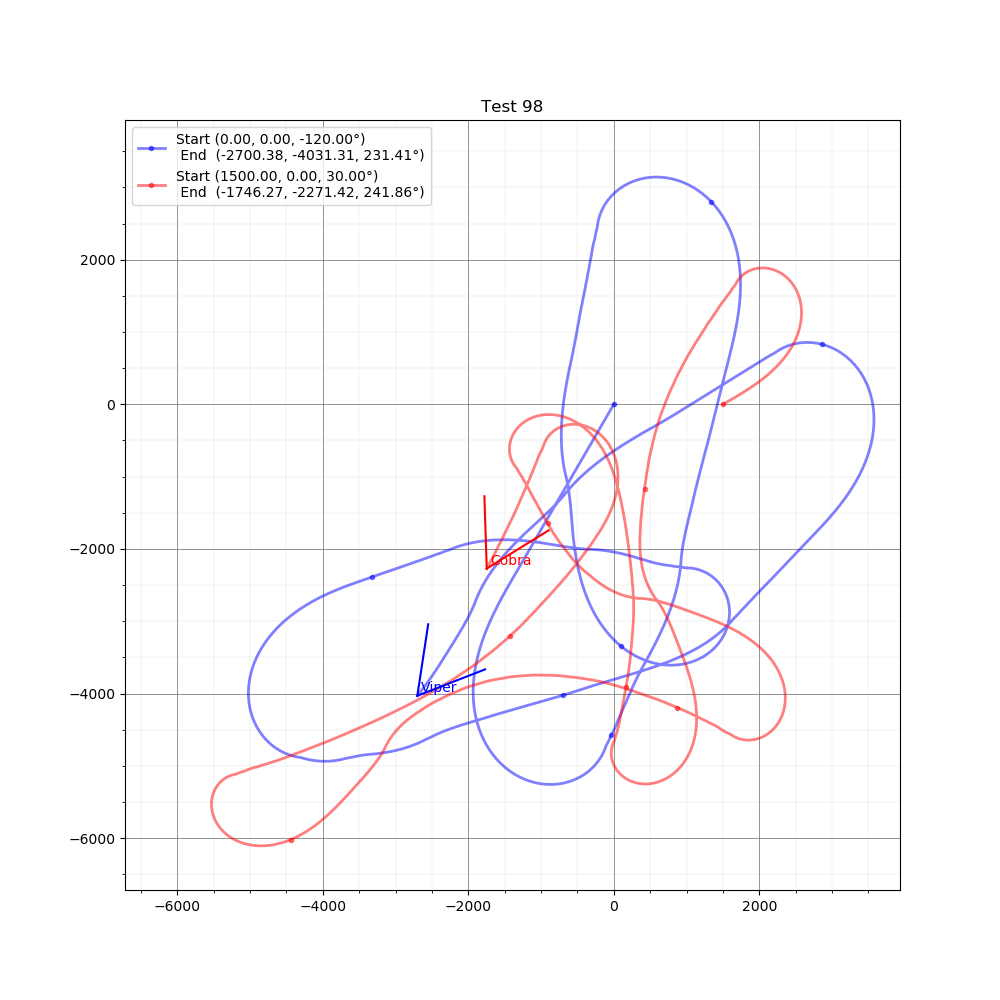 Test 98
Start (0.00, 0.00, -120.00°)
End (-2700.38, -4031.31, 231.41°)
Start (1500.00, 0.00, 30.00°)
End (-1746.27, -2271.42, 241.86°)
2000
0
−2000
−4000
−6000
Cobra
Viper
−6000 −4000 −2000 0 2000